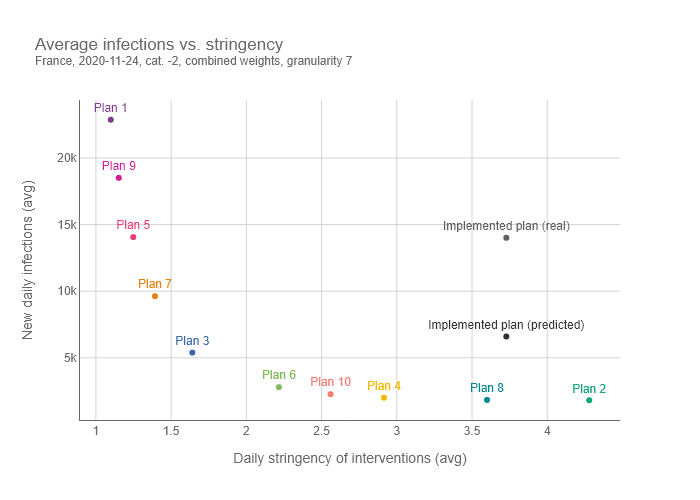 Average infections vs. stringency
France, 2020-11-24, cat. -2, combined weights, granularity 7
Plan 1
Plan 9
20k
Plan 5
15k
Implemented plan (real)
Plan 7
10k
Implemented plan (predicted)
Plan 3
5k
Plan 6
Plan 10
Plan 4
Plan 8
Plan 2
New daily infections (avg)
1
1.5
2
2.5
3
3.5
4
Daily stringency of interventions (avg)